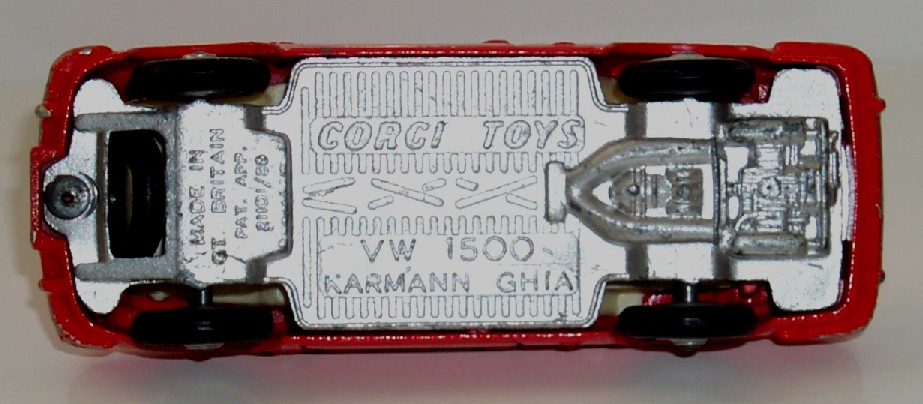 CORGI TOYS
VW 1500
KARMANN GHIA
MADE IN
GT. BRITAIN
PAT. APP.